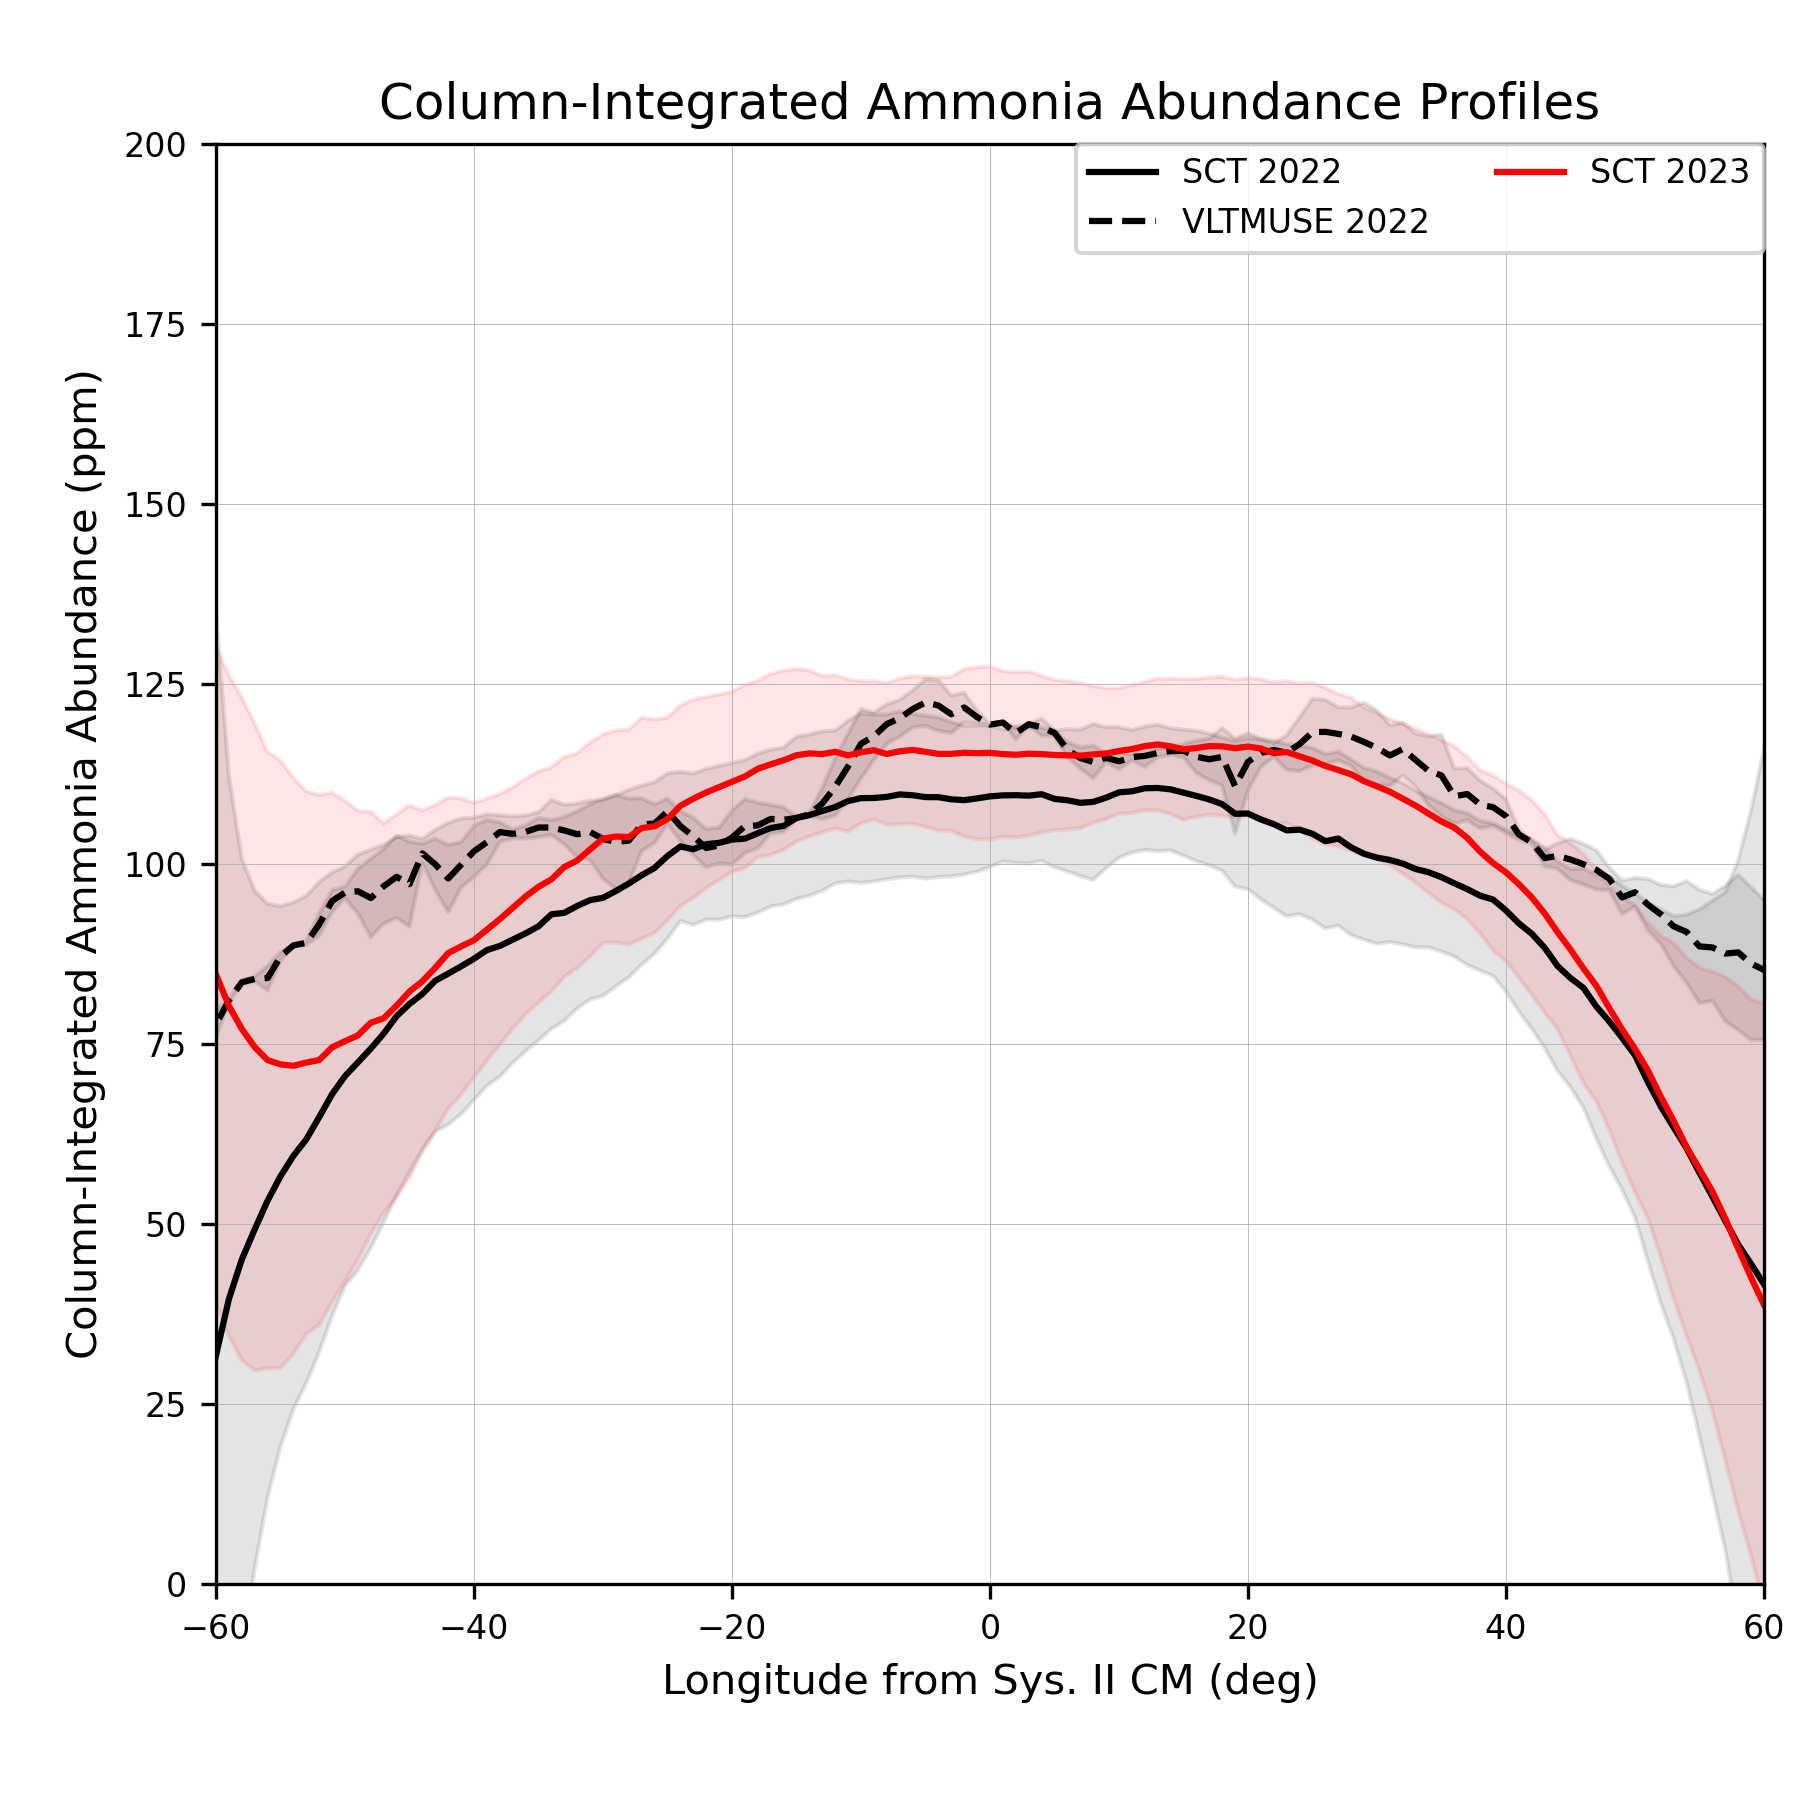 Column-Integrated Ammonia Abundance Profiles
SCT 2022
SCT 2023
VLTMUSE 2022
200
175
150
125
100
75
50
25
0
Column-Integrated Ammonia Abundance (ppm)
−60 −40 −20 0 20 40 60
Longitude from Sys. II CM (deg)